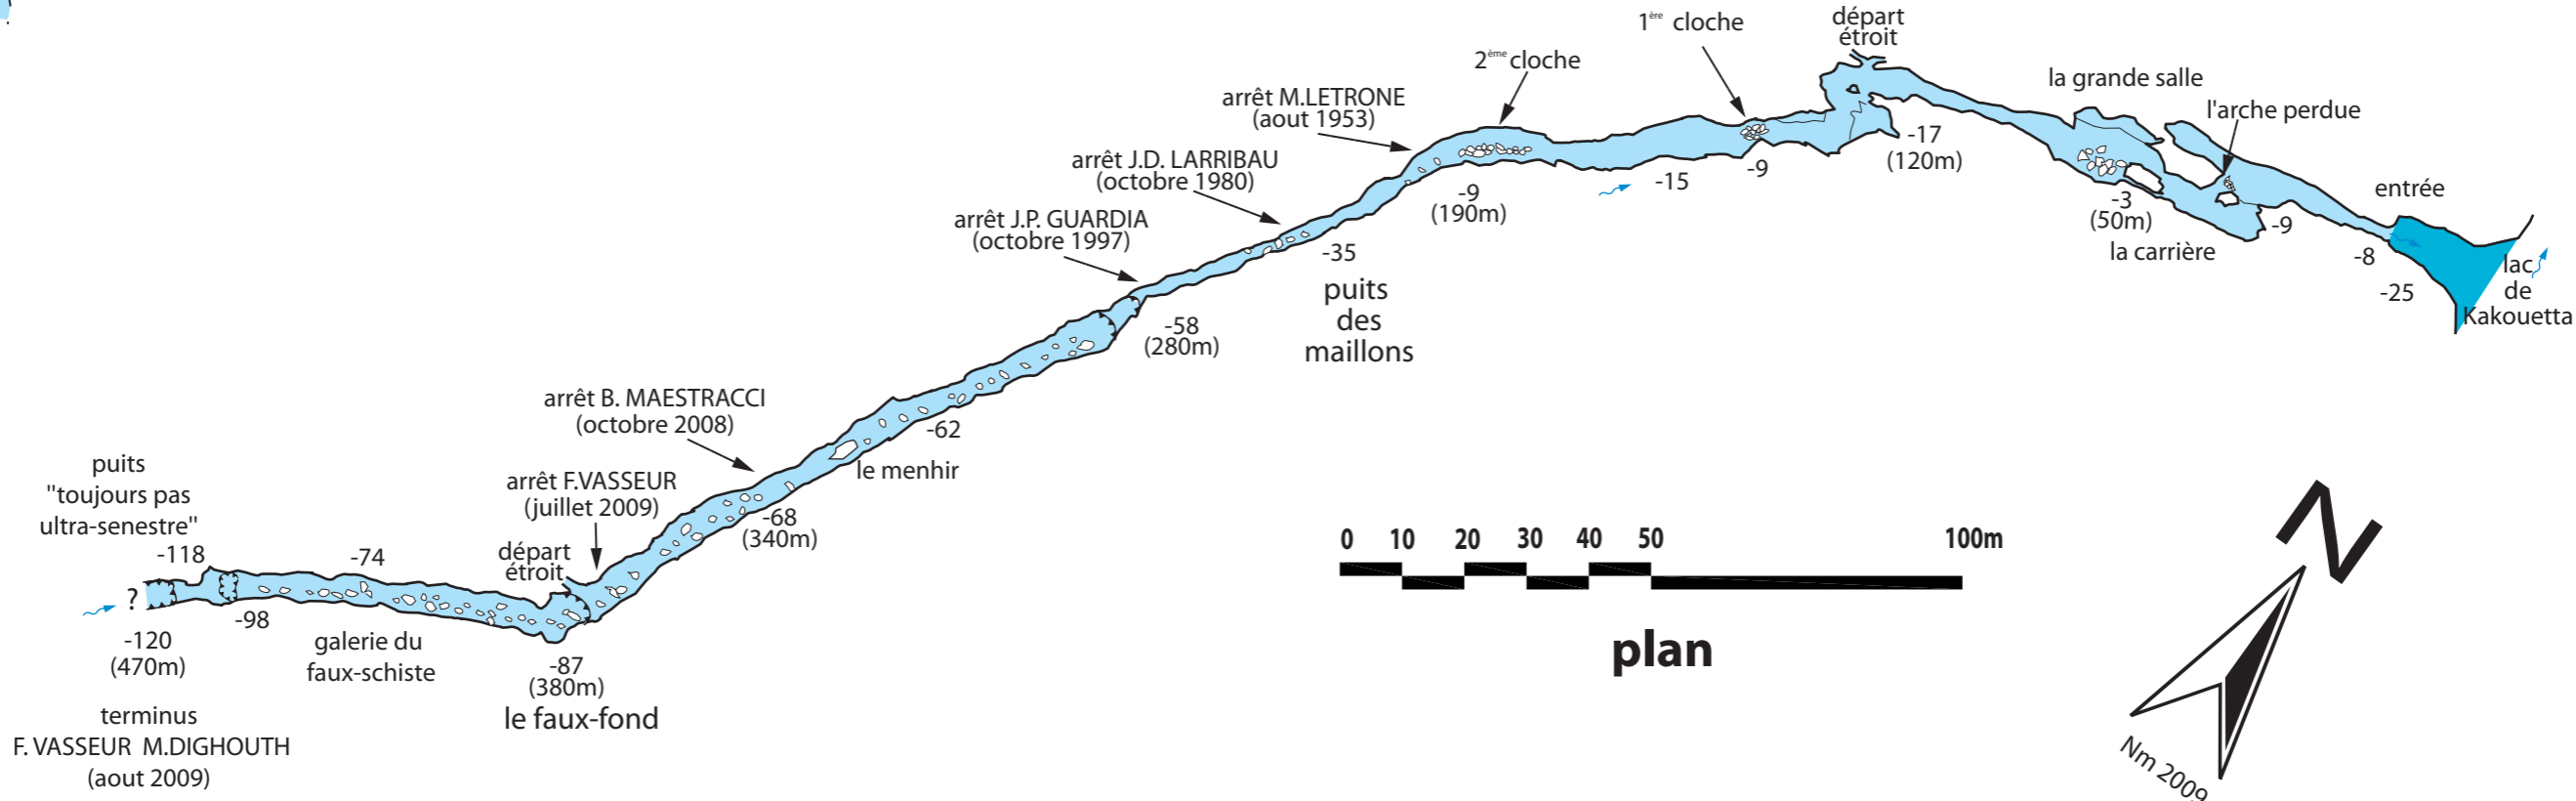 départ
étroit
1ère cloche
2ème cloche
la grande salle
arrêt M.LETRONE
(aout 1953)
l'arche perdue
-17
(120m)
arrêt J.D. LARRIBAU
(octobre 1980)
-9
-15
entrée
-9
(190m)
-3
(50m)
arrêt J.P. GUARDIA
(octobre 1997)
-9
-35
la carrière
-8
lac
de
Kakouetta
-25
puits
des
maillons
-58
(280m)
arrêt B. MAESTRACCI
(octobre 2008)
-62
puits
"toujours pas
ultra-senestre"
le menhir
arrêt F.VASSEUR
(juillet 2009)
-68
(340m)
-118
-74
départ
étroit
0 10 20 30 40 50 100m
N
?
-98
-120
(470m)
galerie du
faux-schiste
plan
-87
(380m)
le faux-fond
terminus
F. VASSEUR M.DIGHOUTH
(aout 2009)
Nm 2009